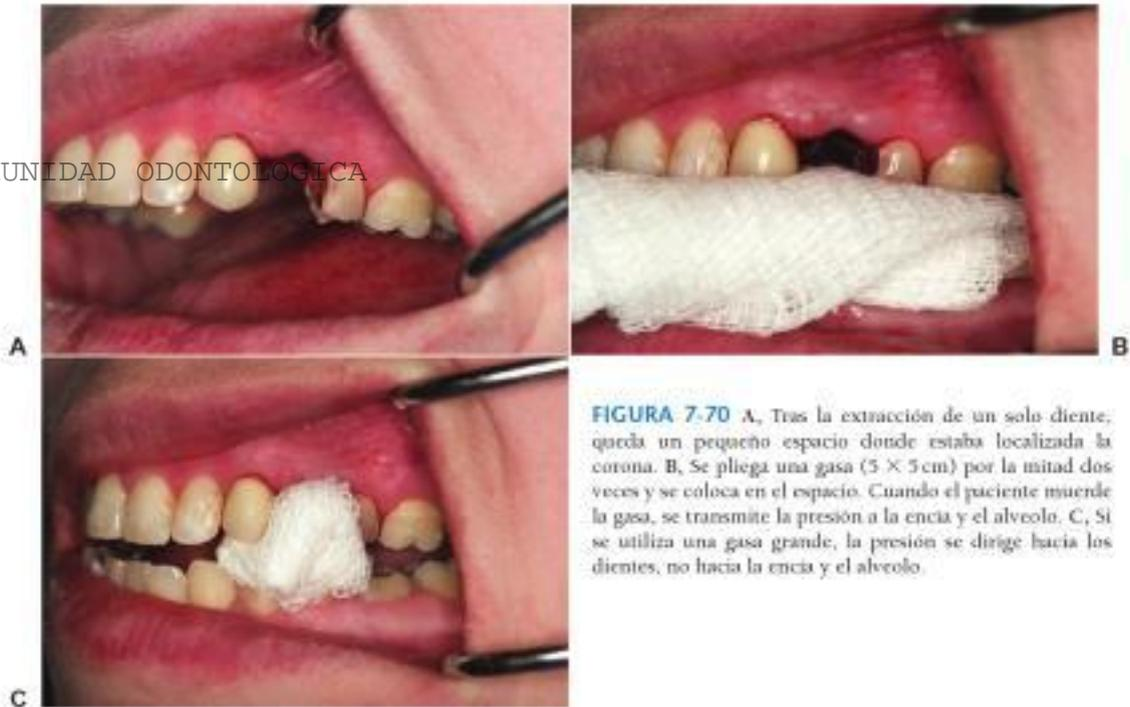 UNIDAD ODONTOLOGICA
A
B
FIGURA 7-70 A, Tras la extracción de un solo diente,
queda un pequeño espacio donde estaba localizada la
corona. B, Se pliega una gasa (5 × 5 cm) por la mitad dos
veces y se coloca en el espacio. Cuando el paciente muerde
la gasa, se transmite la presión a la encía y el alveolo. C, Si
se utiliza una gasa grande, la presión se dirige hacia los
dientes, no hacia la encía y el alveolo.
C